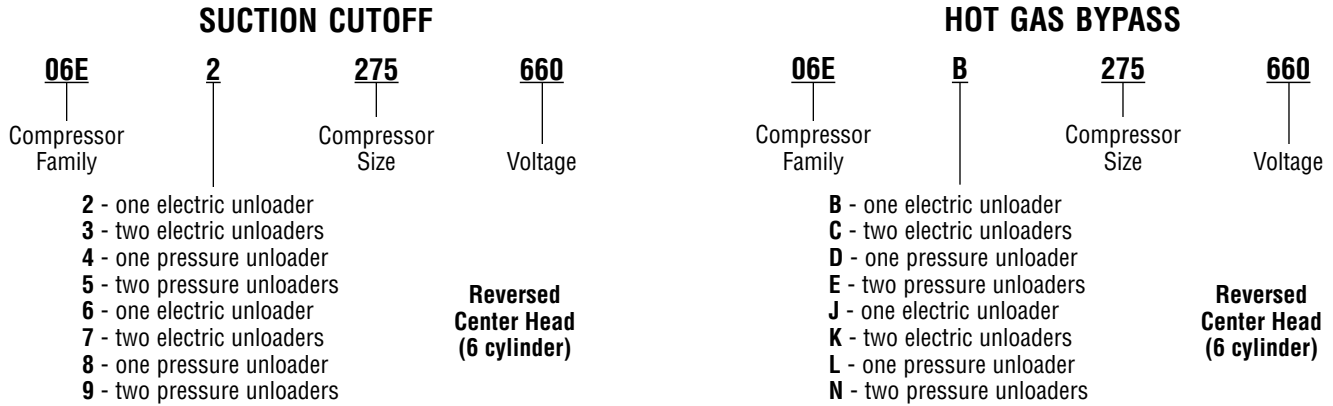 SUCTION CUTOFF
06E 2 275 660
Compressor Family
Compressor Size
Voltage
2 - one electric unloader
3 - two electric unloaders
4 - one pressure unloader
5 - two pressure unloaders
6 - one electric unloader
7 - two electric unloaders
8 - one pressure unloader
9 - two pressure unloaders
Reversed
Center Head
(6 cylinder)
HOT GAS BYPASS
06E B 275 660
Compressor Family
Compressor Size
Voltage
B - one electric unloader
C - two electric unloaders
D - one pressure unloader
E - two pressure unloaders
J - one electric unloader
K - two electric unloaders
L - one pressure unloader
N - two pressure unloaders
Reversed
Center Head
(6 cylinder)